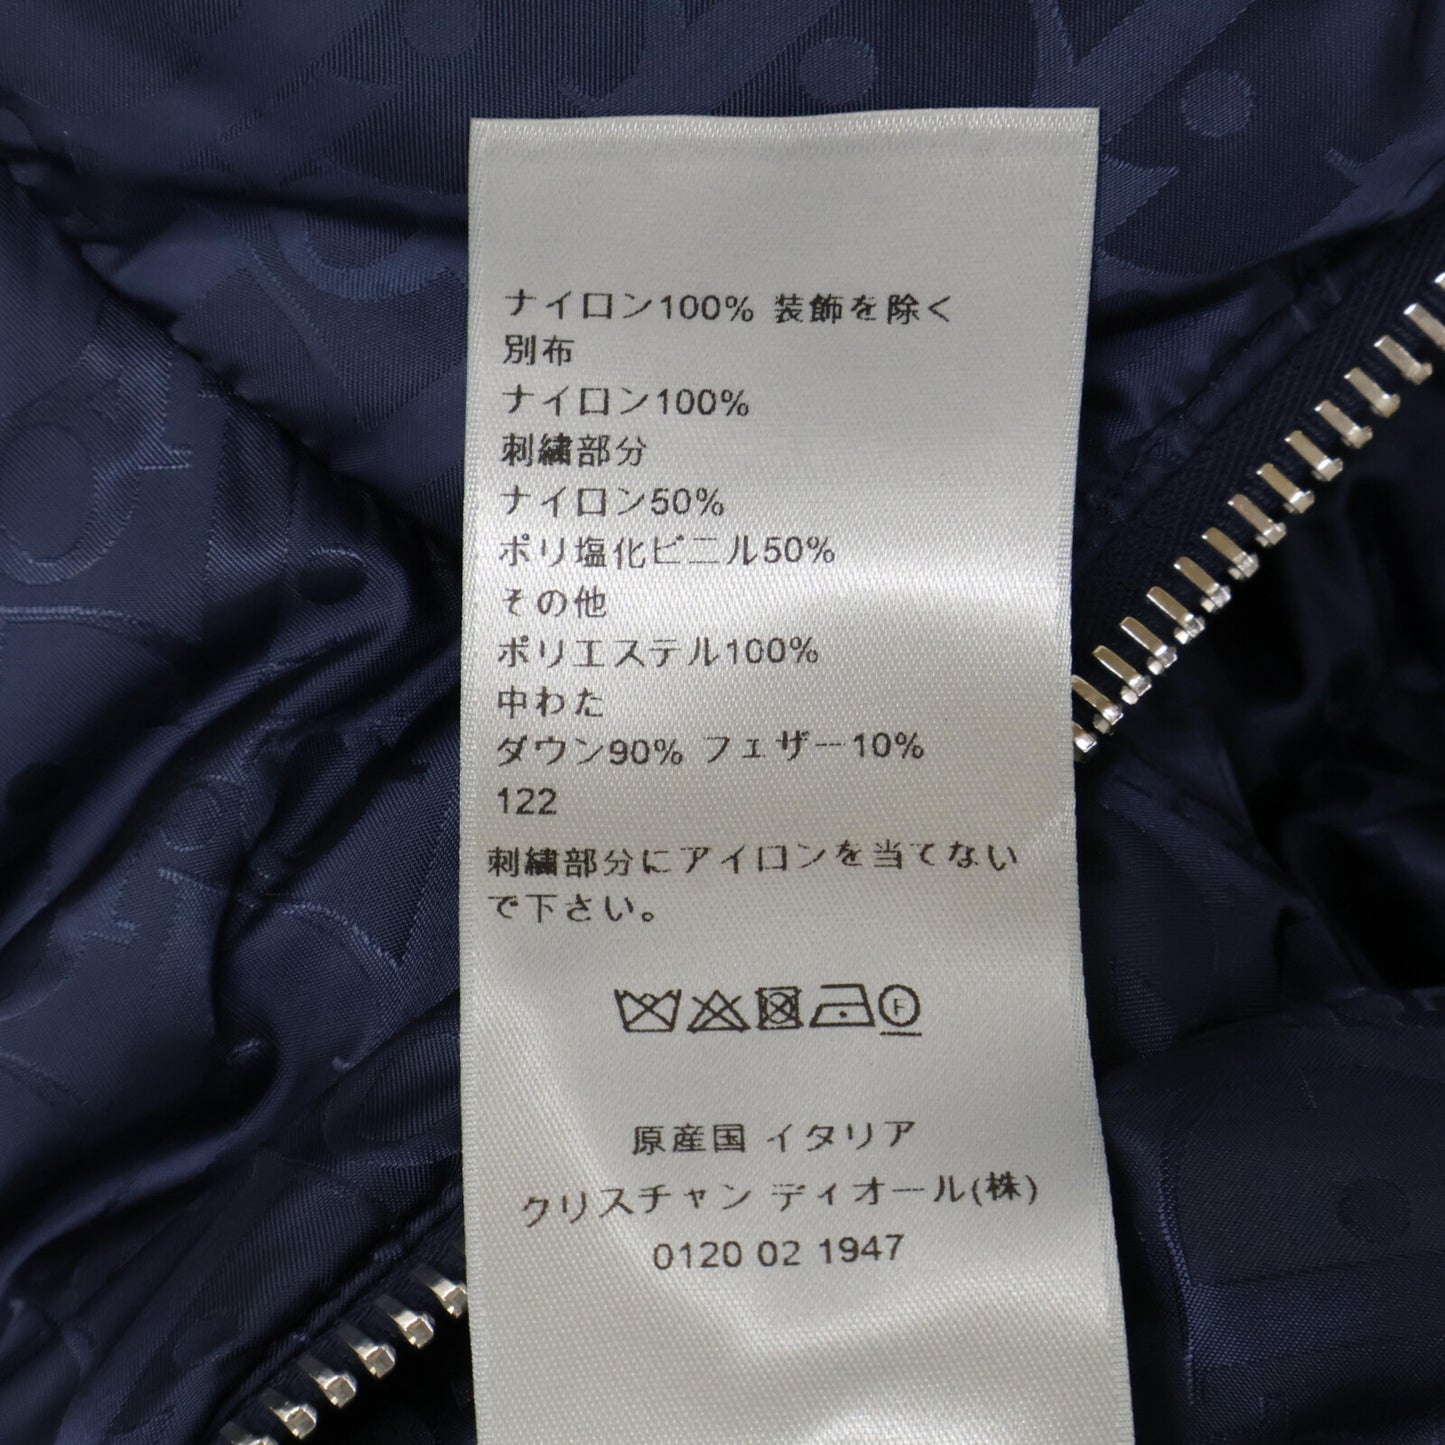 ナイロン100% 装飾を除く
別布
ナイロン100%
刺繍部分
ナイロン50%
ポリ塩化ビニル50%
その他
ポリエステル100%
中わた
ダウン90% フェザー10%
122
刺繍部分にアイロンを当てない
で下さい。
F
原産国 イタリア
クリスチャン ディオール(株)
0120 02 1947